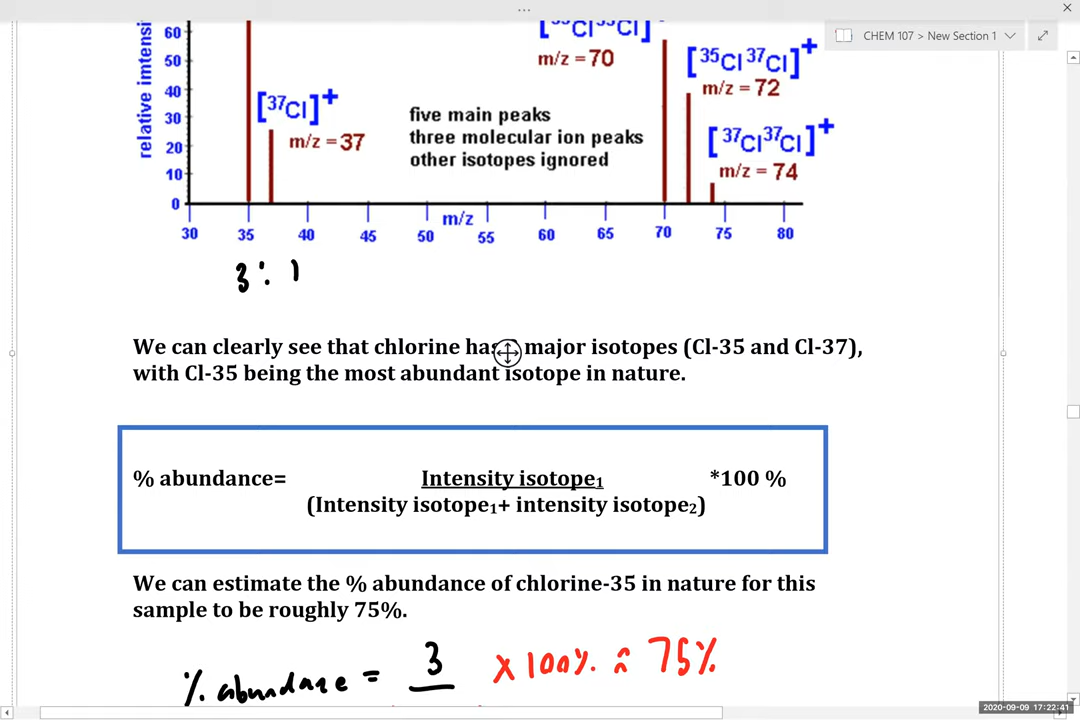 CHEM 107 > New Section 1
60
50
40
30
20
10
0
relative imtensi
[³⁵Cl³⁵Cl]
m/z = 70
[³⁵Cl³⁷Cl]⁺
m/z = 72
[³⁷Cl]⁺
m/z = 37
five main peaks
three molecular ion peaks
other isotopes ignored
[³⁷Cl³⁷Cl]⁺
m/z = 74
m/z
30 35 40 45 50 55 60 65 70 75 80
3 : 1
We can clearly see that chlorine has major isotopes (Cl-35 and Cl-37),
with Cl-35 being the most abundant isotope in nature.
% abundance= Intensity isotope₁ *100 %
(Intensity isotope₁+ intensity isotope₂)
We can estimate the % abundance of chlorine-35 in nature for this
sample to be roughly 75%.
% abundance = 3 x 100% = 75%
2020-09-09 17:22:41